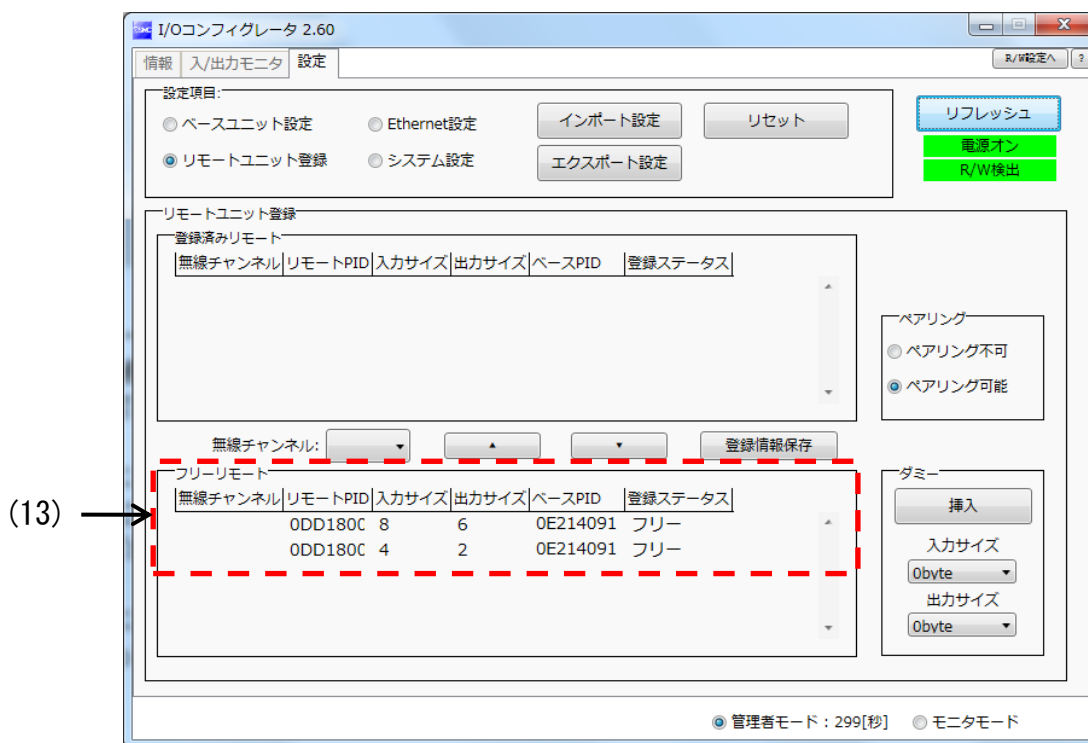 I/Oコンフィグレータ 2.60
情報 入/出力モニタ 設定 R/W設定へ ?
設定項目:
ベースユニット設定 Ethernet設定 インポート設定 リセット リフレッシュ
電源オン
リモートユニット登録 システム設定 エクスポート設定 R/W検出
リモートユニット登録
登録済みリモート
無線チャンネル リモートPID 入力サイズ 出力サイズ ベースPID 登録ステータス
ペアリング
ペアリング不可
ペアリング可能
無線チャンネル: 登録情報保存
フリーリモート ダミー
無線チャンネル リモートPID 入力サイズ 出力サイズ ベースPID 登録ステータス 挿入
(13)
0DD1800 8 6 0E214091 フリー
0DD1800 4 2 0E214091 フリー 入力サイズ
0byte
出力サイズ
0byte
管理者モード：299[秒] モニタモード